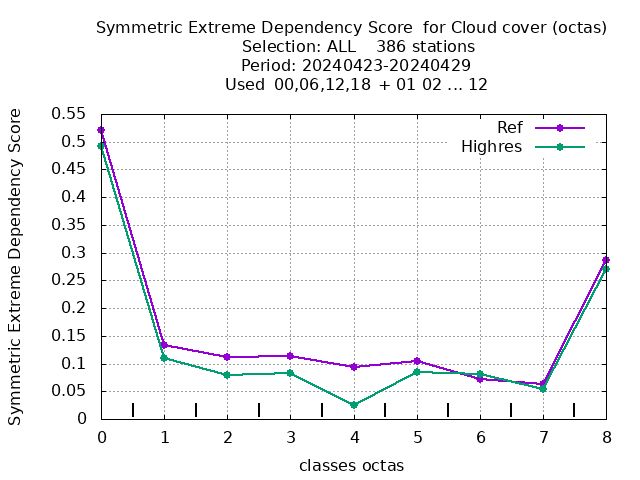 Symmetric Extreme Dependency Score  for Cloud cover (octas)
Selection: ALL    386 stations
Period: 20240423-20240429
Used  00,06,12,18  + 01 02 ... 12
Symmetric Extreme Dependency Score
0.55
0.5
0.45
0.4
0.35
0.3
0.25
0.2
0.15
0.1
0.05
0
Ref
Highres
0 1 2 3 4 5 6 7 8
classes octas